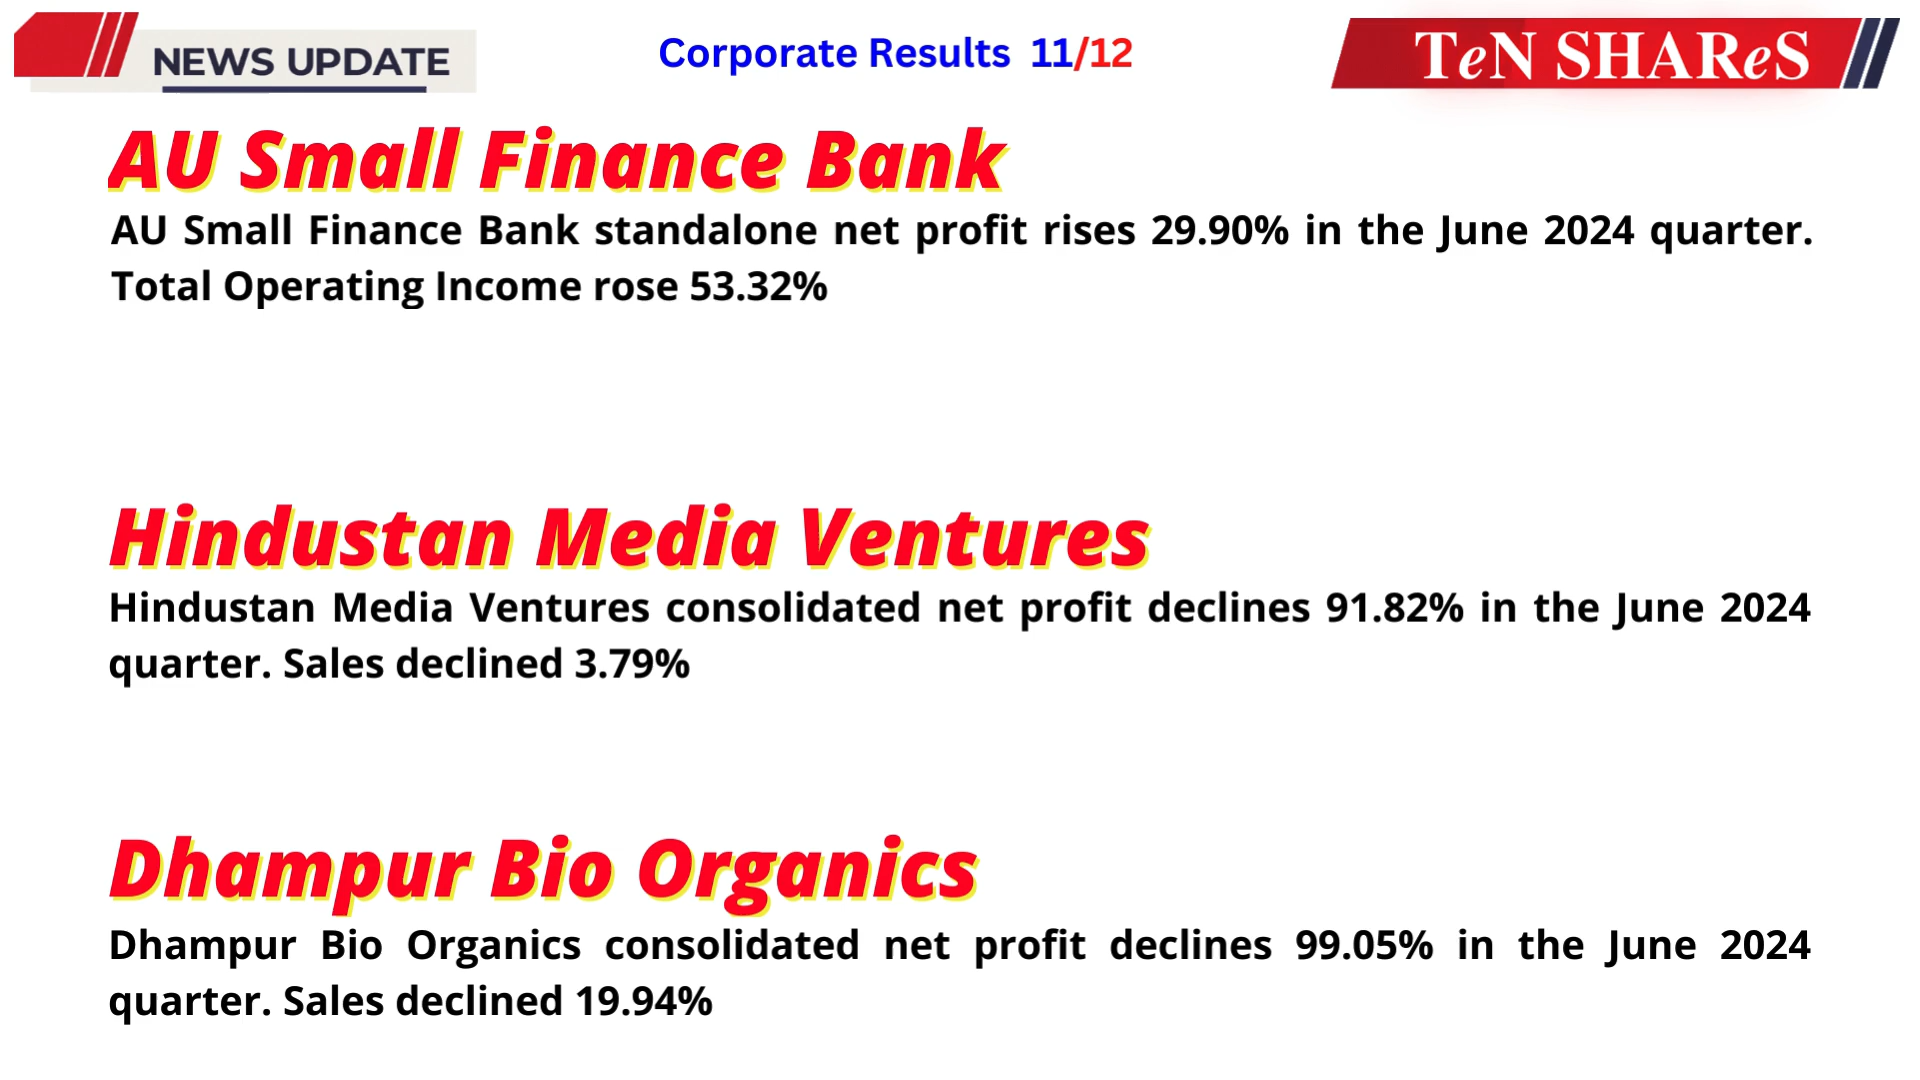 NEWS UPDATE
Corporate Results 11/12
TeN SHAReS
AU Small Finance Bank
AU Small Finance Bank standalone net profit rises 29.90% in the June 2024 quarter.
Total Operating Income rose 53.32%
Hindustan Media Ventures
Hindustan Media Ventures consolidated net profit declines 91.82% in the June 2024
quarter. Sales declined 3.79%
Dhampur Bio Organics
Dhampur Bio Organics consolidated net profit declines 99.05% in the June 2024
quarter. Sales declined 19.94%